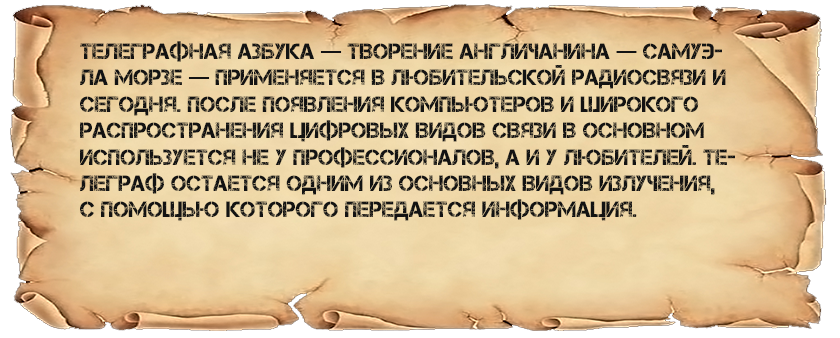 ТЕЛЕГРАФНАЯ АЗБУКА — ТВОРЕНИЕ АНГЛИЧАНИНА — САМУЭ-
ЛА МОРЗЕ — ПРИМЕНЯЕТСЯ В ЛЮБИТЕЛЬСКОЙ РАДИОСВЯЗИ И
СЕГОДНЯ. ПОСЛЕ ПОЯВЛЕНИЯ КОМПЬЮТЕРОВ И ШИРОКОГО
РАСПРОСТРАНЕНИЯ ЦИФРОВЫХ ВИДОВ СВЯЗИ В ОСНОВНОМ
ИСПОЛЬЗУЕТСЯ НЕ У ПРОФЕССИОНАЛОВ, А И У ЛЮБИТЕЛЕЙ. ТЕ-
ЛЕГРАФ ОСТАЕТСЯ ОДНИМ ИЗ ОСНОВНЫХ ВИДОВ ИЗЛУЧЕНИЯ,
С ПОМОЩЬЮ КОТОРОГО ПЕРЕДАЕТСЯ ИНФОРМАЦИЯ.